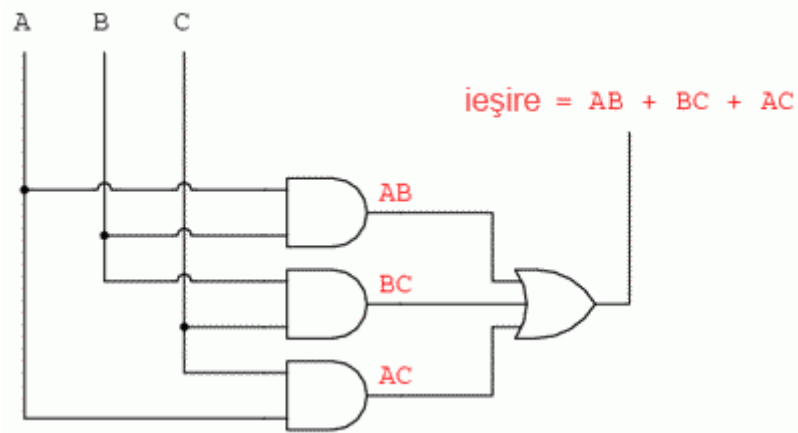 A B C
ieşire = AB + BC + AC
AB
BC
AC